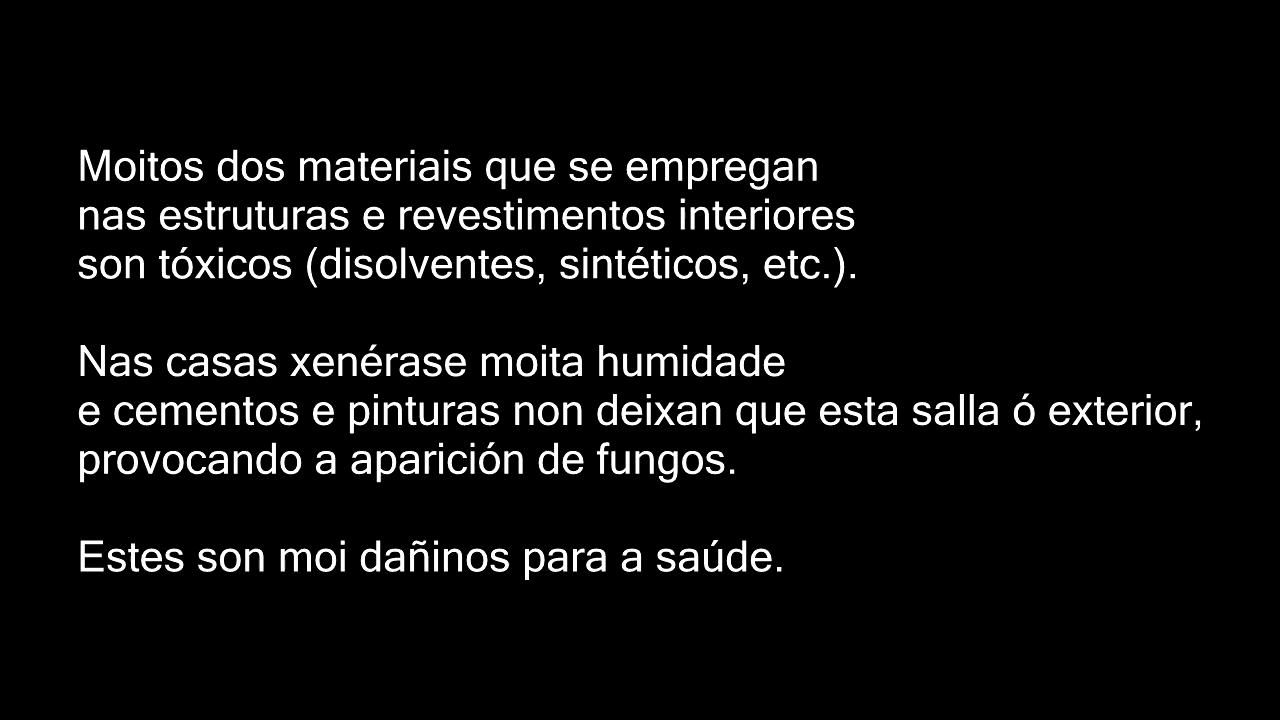 Moitos dos materiais que se empregan
nas estruturas e revestimentos interiores
son tóxicos (disolventes, sintéticos, etc.).
Nas casas xenérase moita humidade
e cementos e pinturas non deixan que esta salla ó exterior,
provocando a aparición de fungos.
Estes son moi dañinos para a saúde.